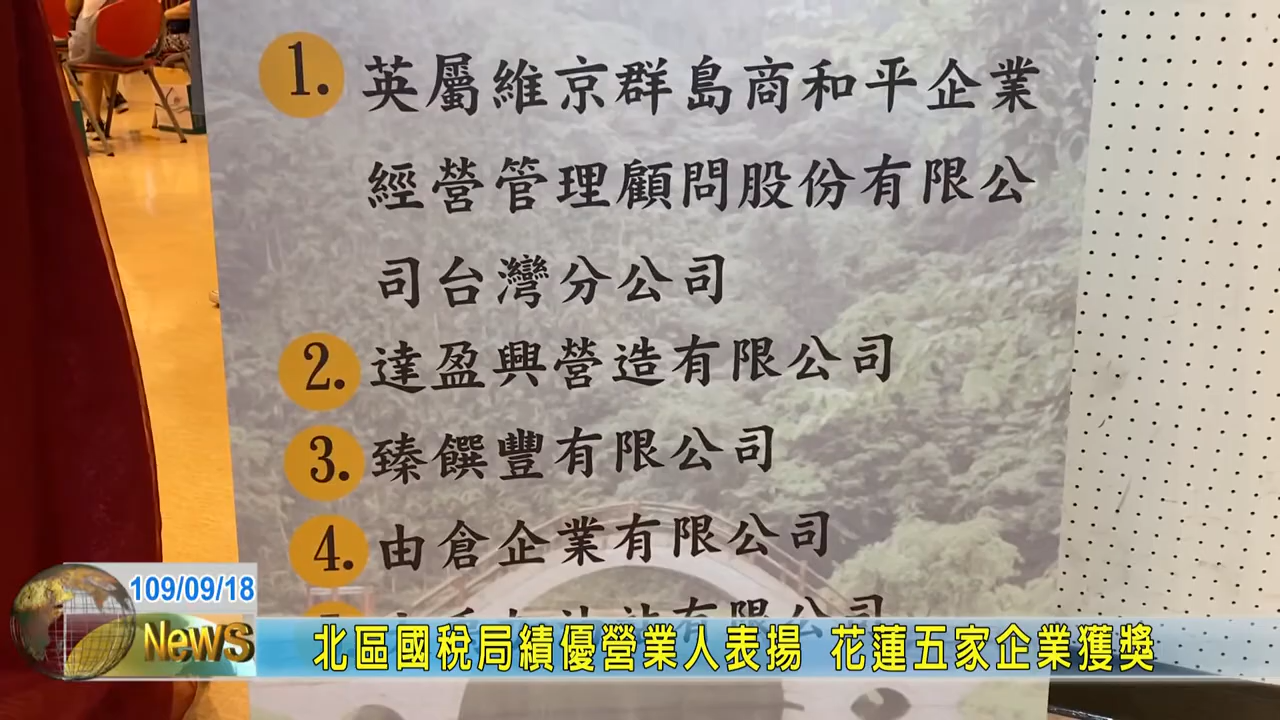 1. 英屬維京群島商和平企業
經營管理顧問股份有限公
司台灣分公司
2. 達盈興營造有限公司
3. 臻饌豐有限公司
4. 由倉企業有限公司
有限公司
109/09/18
News
北區國稅局績優營業人表揚 花蓮五家企業獲獎